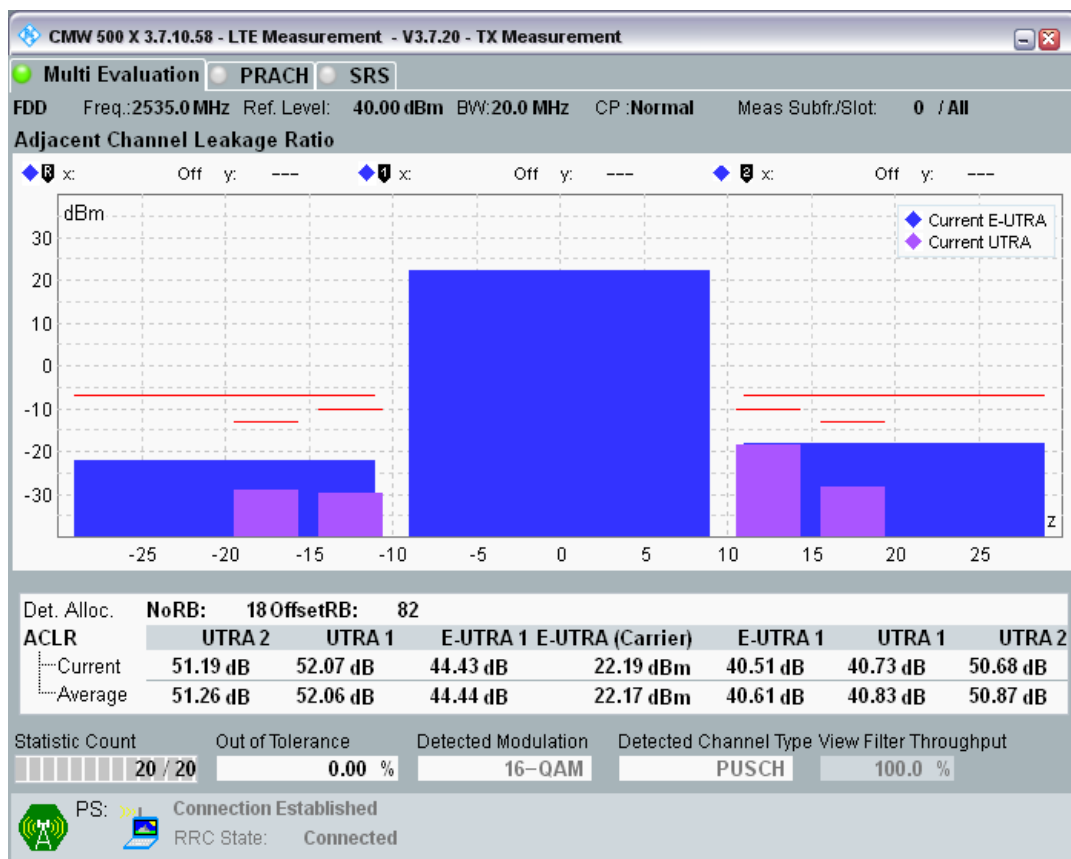 CMW 500 X 3.7.10.58 - LTE Measurement - V3.7.20 - TX Measurement
Multi Evaluation PRACH SRS
FDD Freq.:2535.0 MHz Ref. Level: 40.00 dBm BW:20.0 MHz CP :Normal Meas Subfr./Slot: 0 / All
Adjacent Channel Leakage Ratio
R x: Off y: --- 1 x: Off y: --- 2 x: Off y: ---
dBm
Current E-UTRA
Current UTRA
30
20
10
0
-10
-20
-30
z
-25 -20 -15 -10 -5 0 5 10 15 20 25
Det. Alloc. NoRB: 18 OffsetRB: 82
ACLR UTRA 2 UTRA 1 E-UTRA 1 E-UTRA (Carrier) E-UTRA 1 UTRA 1 UTRA 2
Current 51.19 dB 52.07 dB 44.43 dB 22.19 dBm 40.51 dB 40.73 dB 50.68 dB
Average 51.26 dB 52.06 dB 44.44 dB 22.17 dBm 40.61 dB 40.83 dB 50.87 dB
Statistic Count Out of Tolerance Detected Modulation Detected Channel Type View Filter Throughput
20 / 20 0.00 % 16-QAM PUSCH 100.0 %
PS: Connection Established
RRC State: Connected